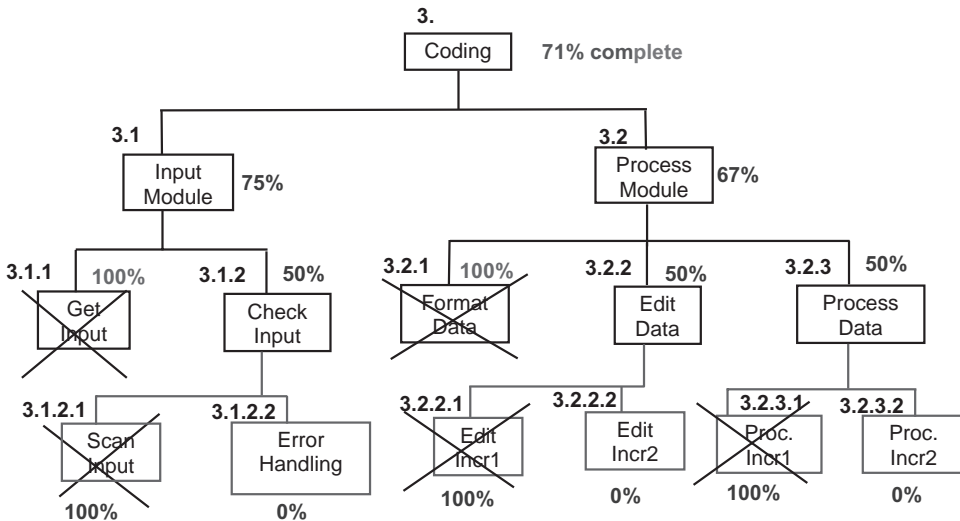 3.
Coding
71% complete
3.1
Input
Module
75%
3.2
Process
Module
67%
3.1.1
100%
Get
Input
3.1.2
50%
Check
Input
3.2.1
100%
Format
Data
3.2.2
50%
Edit
Data
3.2.3
50%
Process
Data
3.1.2.1
Scan
Input
100%
3.1.2.2
Error
Handling
0%
3.2.2.1
Edit
Incr1
100%
3.2.2.2
Edit
Incr2
0%
3.2.3.1
Proc.
Incr1
100%
3.2.3.2
Proc.
Incr2
0%